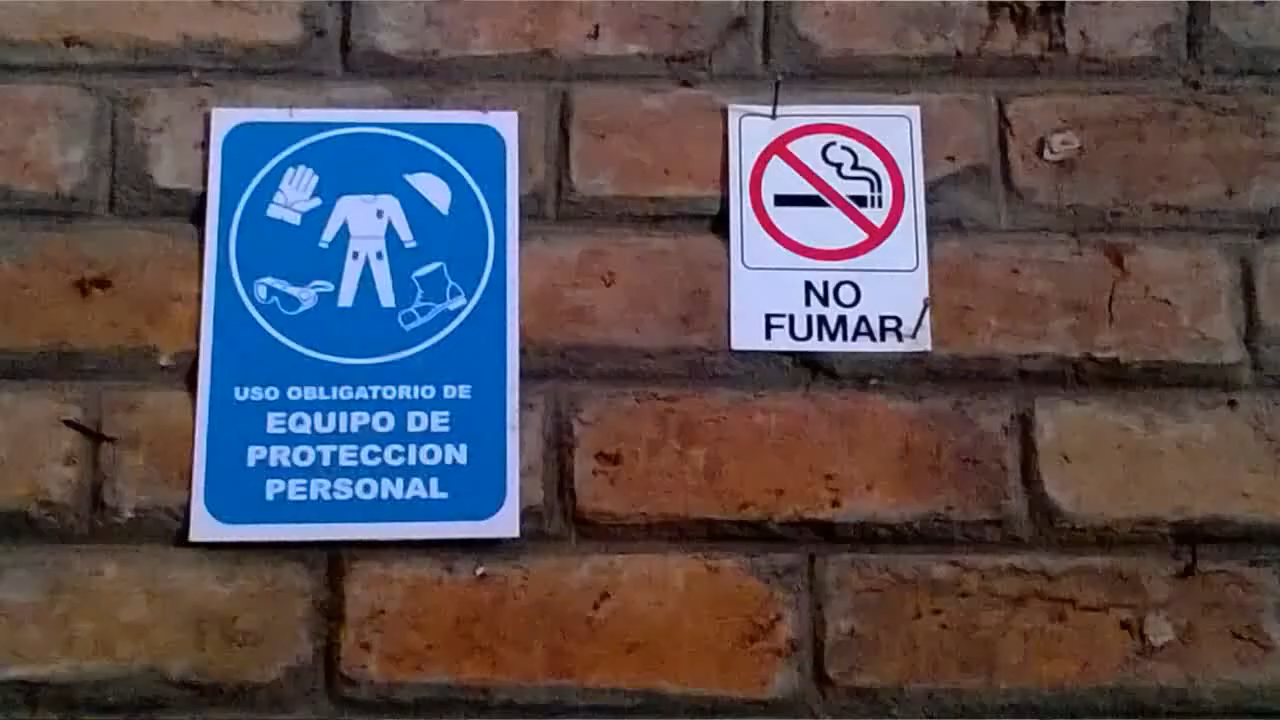 USO OBLIGATORIO DE
EQUIPO DE
PROTECCION
PERSONAL
NO
FUMAR